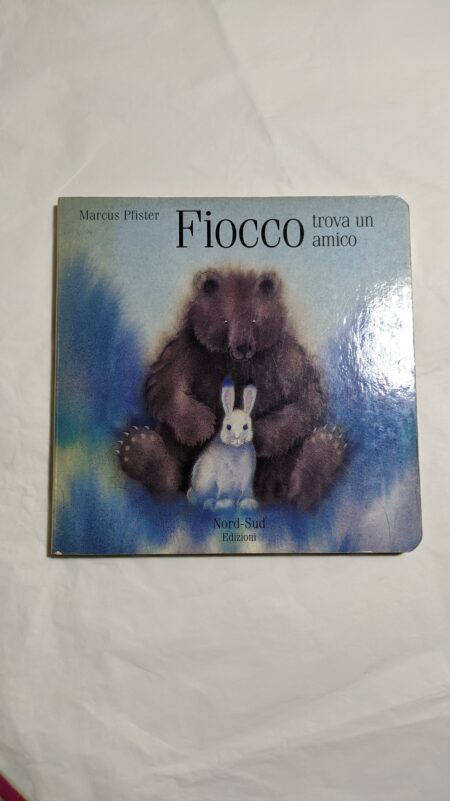 Marcus Pfister
Fiocco trova un
amico
Nord-Sud
Edizioni